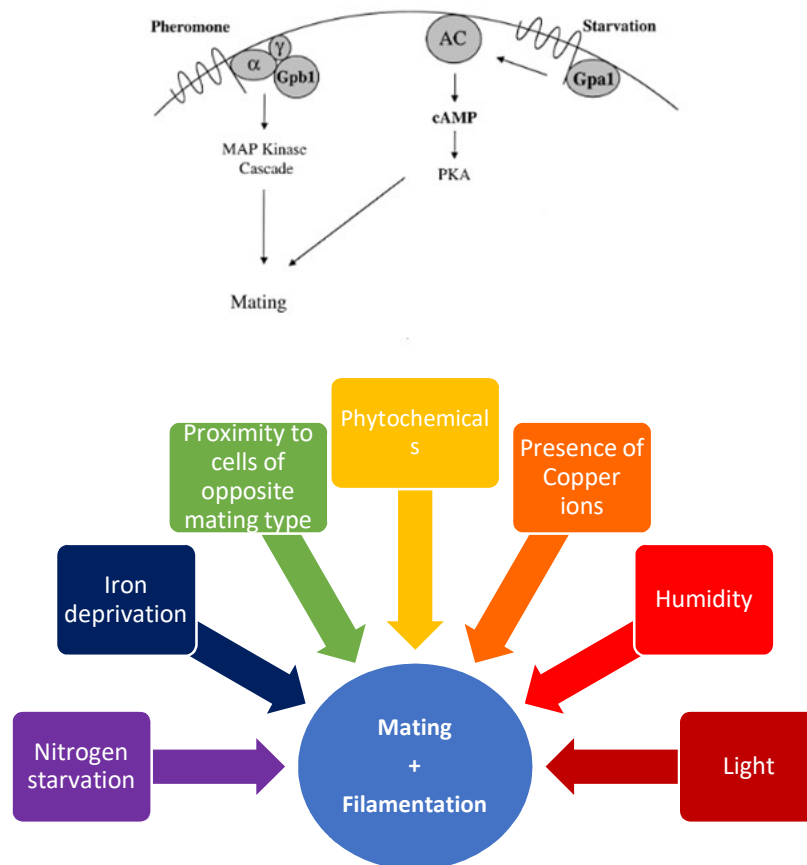 Pheromone
Starvation
γ
α
Gpb1
AC
Gpa1
cAMP
MAP Kinase
Cascade
PKA
Mating
Phytochemical
s
Proximity to
cells of
opposite
mating type
Presence of
Copper
ions
Iron
deprivation
Humidity
Mating
+
Filamentation
Nitrogen
starvation
Light